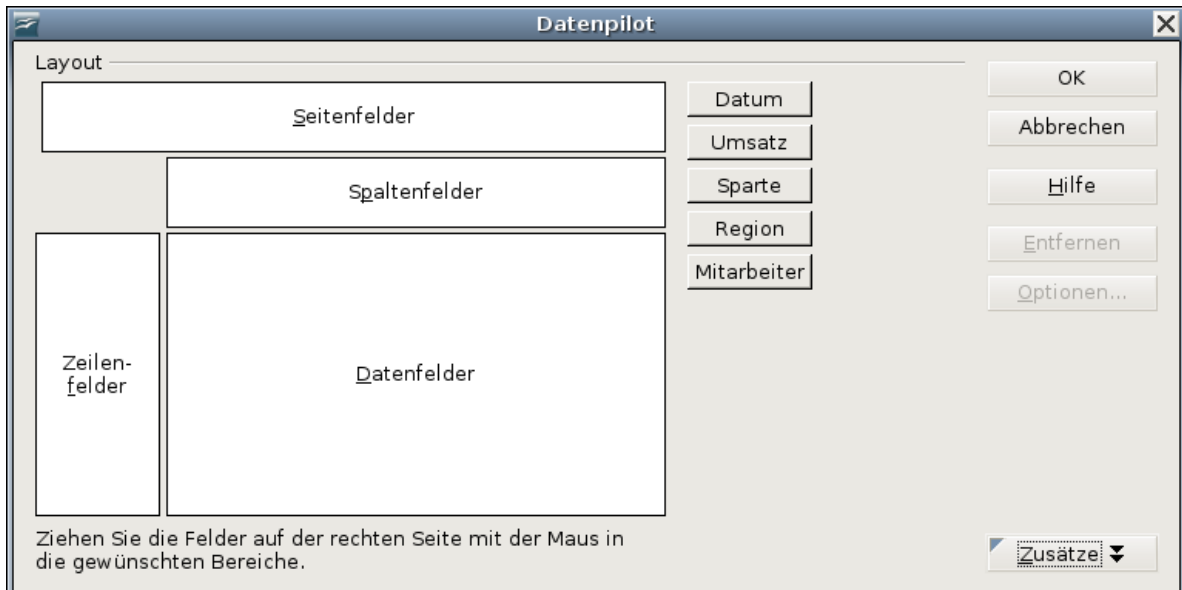 Datenpilot
Layout
Seitenfelder
Spaltenfelder
Zeilen-
felder
Datenfelder
Datum
Umsatz
Sparte
Region
Mitarbeiter
OK
Abbrechen
Hilfe
Entfernen
Optionen...
Ziehen Sie die Felder auf der rechten Seite mit der Maus in
die gewünschten Bereiche.
Zusätze